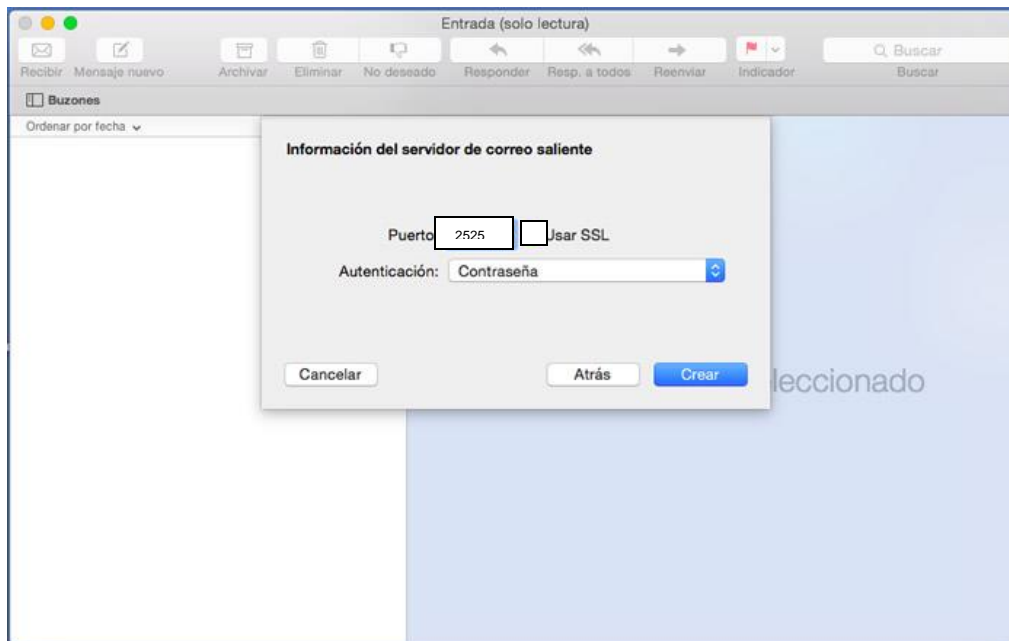 Entrada (solo lectura)
Recibir Mensaje nuevo Archivar Eliminar No deseado Responder Resp. a todos Reenviar Indicador Buscar
Buscar
Buzones
Ordenar por fecha
Información del servidor de correo saliente
Puerto 2525 Usar SSL
Autenticación: Contraseña
Cancelar Atrás Crear
leccionado